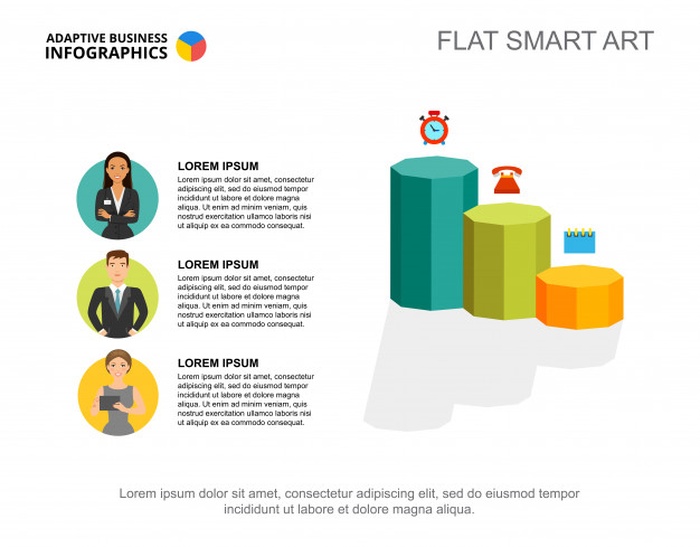 ADAPTIVE BUSINESS
INFOGRAPHICS
FLAT SMART ART
LOREM IPSUM
Lorem ipsum dolor sit amet, consectetur
adipiscing elit, sed do eiusmod tempor
incididunt ut labore et dolore magna
aliqua. Ut enim ad minim veniam, quis
nostrud exercitation ullamco laboris nisi
ut aliquip ex ea commodo consequat.
LOREM IPSUM
Lorem ipsum dolor sit amet, consectetur
adipiscing elit, sed do eiusmod tempor
incididunt ut labore et dolore magna
aliqua. Ut enim ad minim veniam, quis
nostrud exercitation ullamco laboris nisi
ut aliquip ex ea commodo consequat.
LOREM IPSUM
Lorem ipsum dolor sit amet, consectetur
adipiscing elit, sed do eiusmod tempor
incididunt ut labore et dolore magna
aliqua. Ut enim ad minim veniam, quis
nostrud exercitation ullamco laboris nisi
ut aliquip ex ea commodo consequat.
Lorem ipsum dolor sit amet, consectetur adipiscing elit, sed do eiusmod tempor
incididunt ut labore et dolore magna aliqua.